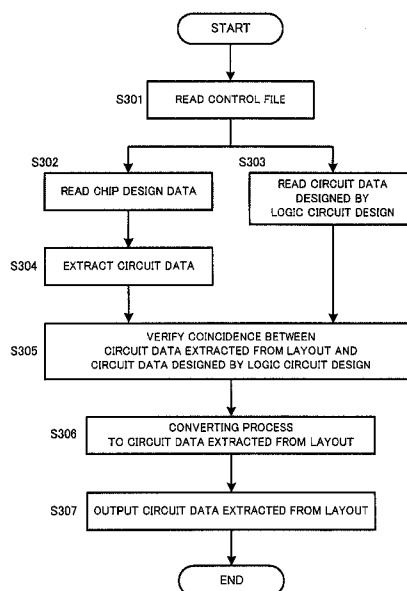 START
S301
READ CONTROL FILE
S302
READ CHIP DESIGN DATA
S303
READ CIRCUIT DATA
DESIGNED BY
LOGIC CIRCUIT DESIGN
S304
EXTRACT CIRCUIT DATA
S305
VERIFY COINCIDENCE BETWEEN
CIRCUIT DATA EXTRACTED FROM LAYOUT AND
CIRCUIT DATA DESIGNED BY LOGIC CIRCUIT DESIGN
S306
CONVERTING PROCESS
TO CIRCUIT DATA EXTRACTED FROM LAYOUT
S307
OUTPUT CIRCUIT DATA EXTRACTED FROM LAYOUT
END